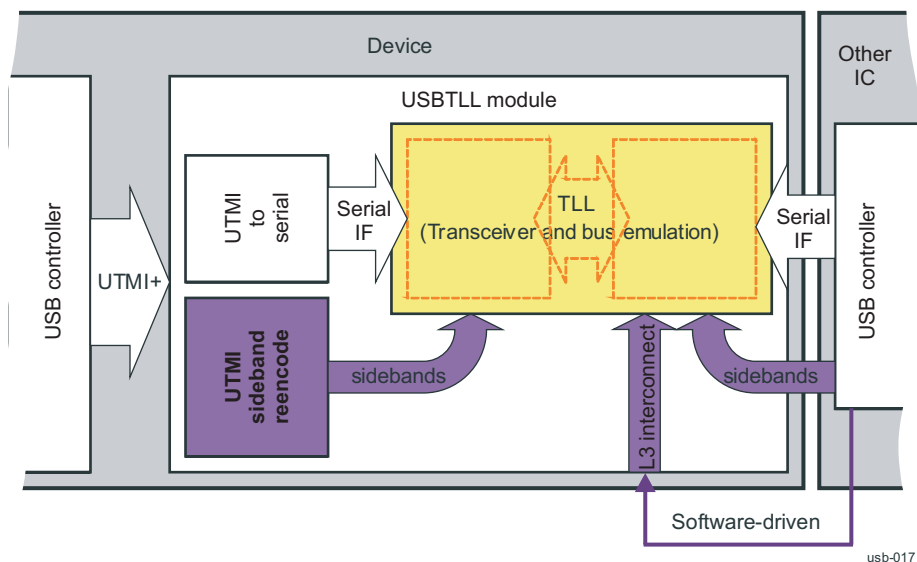 Device
Other
IC
USBTLL module
USB controller
UTMI+
UTMI
to
serial
Serial
IF
TLL
(Transceiver and bus emulation)
Serial
IF
USB controller
UTMI
sideband
reencode
sidebands
L3 interconnect
sidebands
Software-driven
usb-017